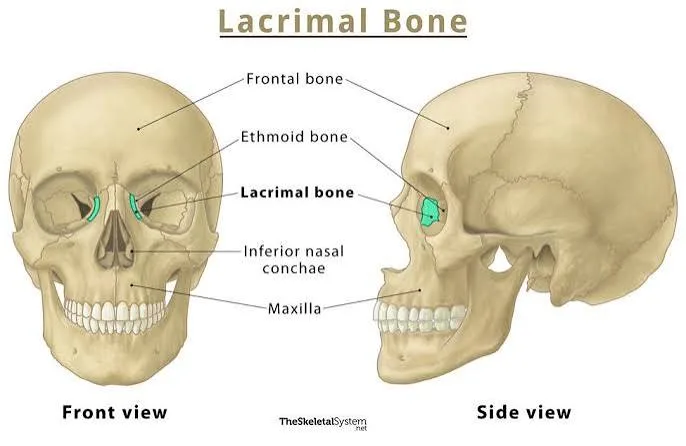 Lacrimal Bone
Frontal bone
Ethmoid bone
Lacrimal bone
Inferior nasal
conchae
Maxilla
Front view
TheSkeletalSystem
.net
Side view